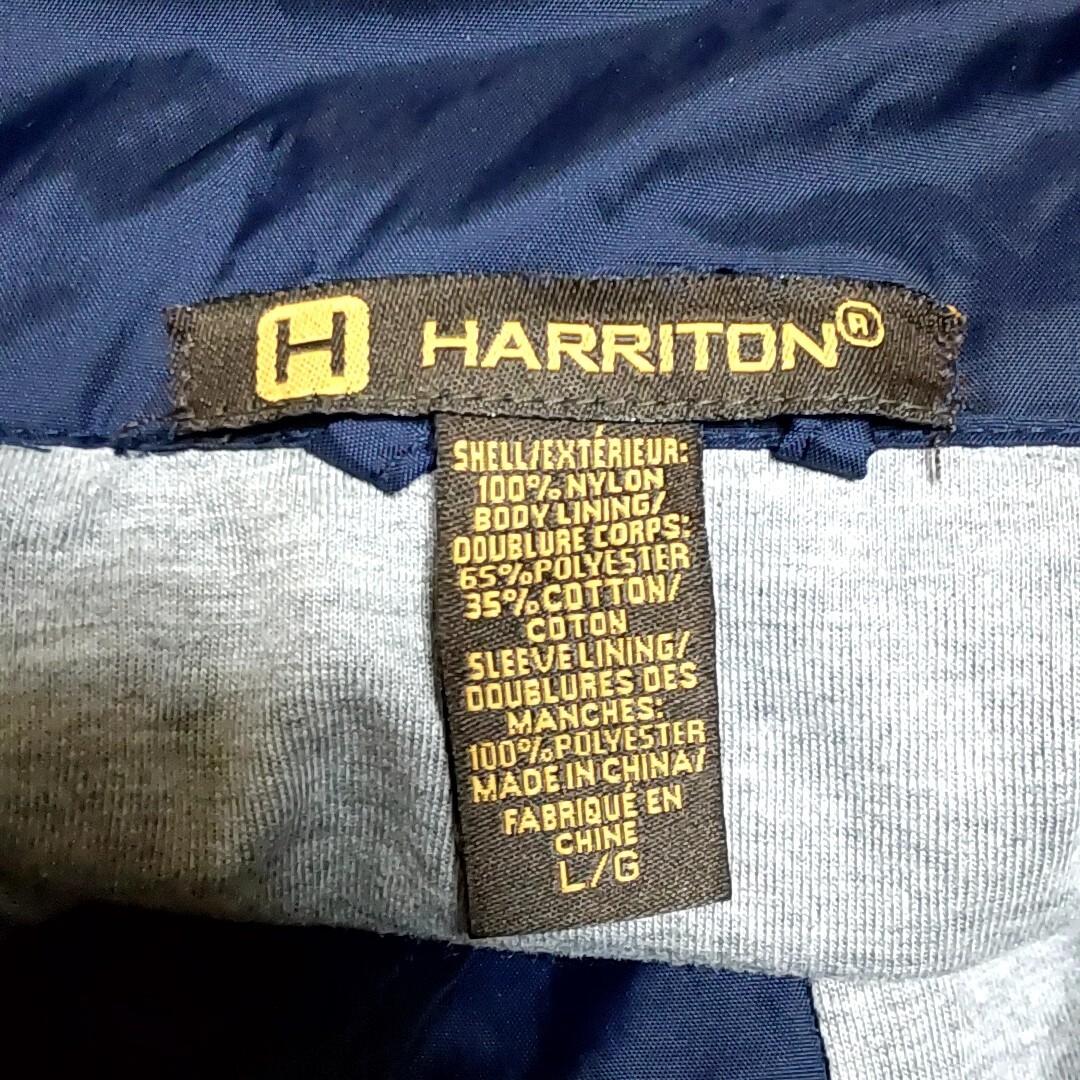 H HARRITON®
SHELL/EXTÉRIEUR:
100% NYLON
BODY LINING/
DOUBLURE CORPS:
65% POLYESTER
35% COTTON/
COTON
SLEEVE LINING/
DOUBLURES DES
MANCHES:
100% POLYESTER
MADE IN CHINA/
FABRIQUÉ EN
CHINE
L/G